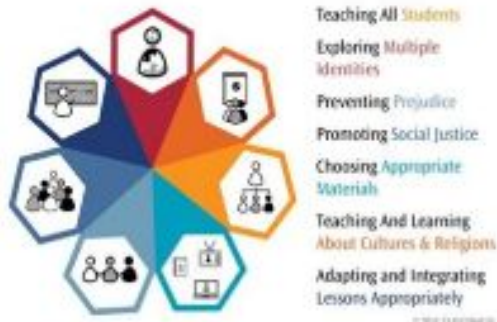 Teaching All Students
Exploring Multiple
Identities
Preventing Prejudice
Promoting Social Justice
Choosing Appropriate
Materials
Teaching And Learning
About Cultures & Religions
Adapting and Integrating
Lessons Appropriately